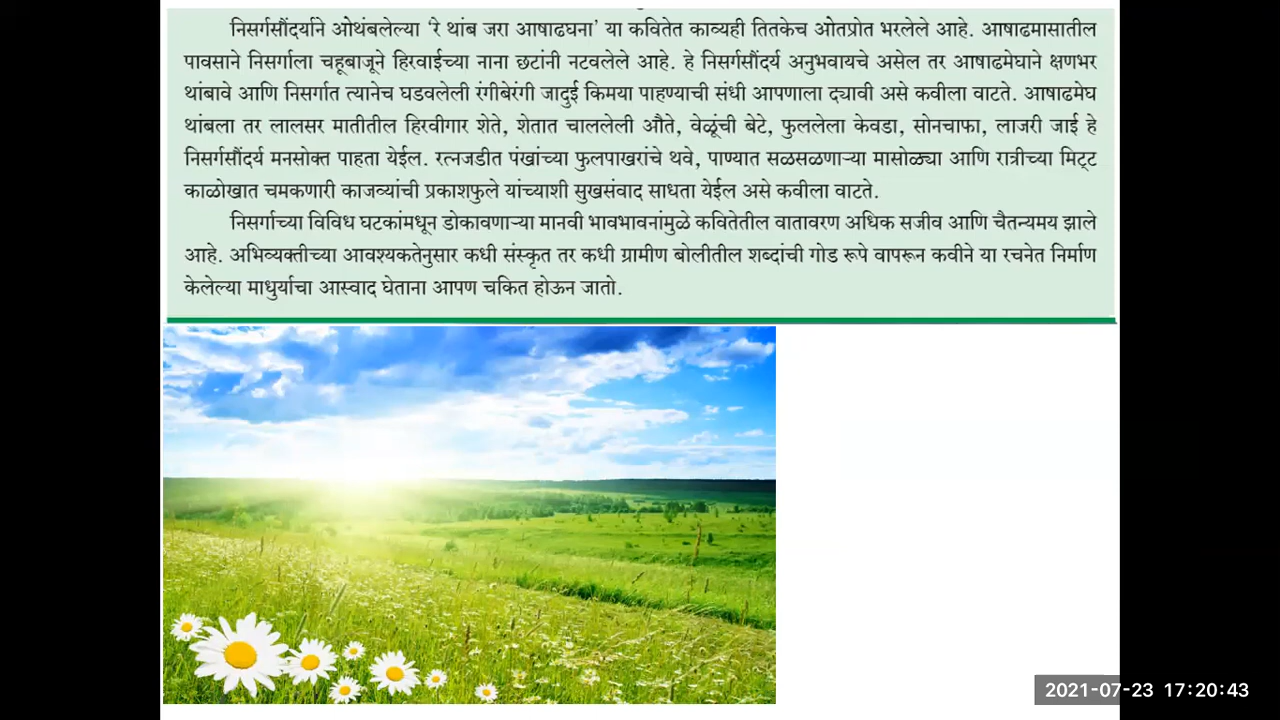 निसर्गसौंदर्याने ओथंबलेल्या ‘रे थांब जरा आषाढघना’ या कवितेत काव्यही तितकेच ओतप्रोत भरलेले आहे. आषाढमासातील
पावसाने निसर्गाला चहूबाजूने हिरवाईच्या नाना छटांनी नटवलेले आहे. हे निसर्गसौंदर्य अनुभवायचे असेल तर आषाढमेघाने क्षणभर
थांबावे आणि निसर्गात त्यानेच घडवलेली रंगीबेरंगी जादुई किमया पाहण्याची संधी आपणाला द्यावी असे कवीला वाटते. आषाढमेघ
थांबला तर लालसर मातीतील हिरवीगार शेते, शेतात चाललेली औते, वेळूंची बेटे, फुललेला केवडा, सोनचाफा, लाजरी जाई हे
निसर्गसौंदर्य मनसोक्त पाहता येईल. रत्नजडीत पंखांच्या फुलपाखरांचे थवे, पाण्यात सळसळणाऱ्या मासोळ्या आणि रात्रीच्या मिट्ट
काळोखात चमकणारी काजव्यांची प्रकाशफुले यांच्याशी सुखसंवाद साधता येईल असे कवीला वाटते.
निसर्गाच्या विविध घटकांमधून डोकावणाऱ्या मानवी भावभावनांमुळे कवितेतील वातावरण अधिक सजीव आणि चैतन्यमय झाले
आहे. अभिव्यक्तीच्या आवश्यकतेनुसार कधी संस्कृत तर कधी ग्रामीण बोलीतील शब्दांची गोड रूपे वापरून कवीने या रचनेत निर्माण
केलेल्या माधुर्याचा आस्वाद घेताना आपण चकित होऊन जातो.
2021-07-23 17:20:43